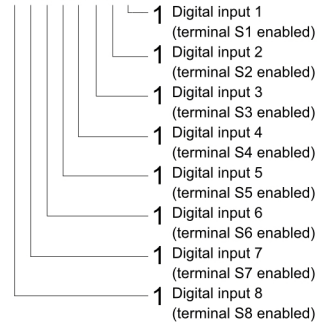 1 Digital input 1
(terminal S1 enabled)
1 Digital input 2
(terminal S2 enabled)
1 Digital input 3
(terminal S3 enabled)
1 Digital input 4
(terminal S4 enabled)
1 Digital input 5
(terminal S5 enabled)
1 Digital input 6
(terminal S6 enabled)
1 Digital input 7
(terminal S7 enabled)
1 Digital input 8
(terminal S8 enabled)